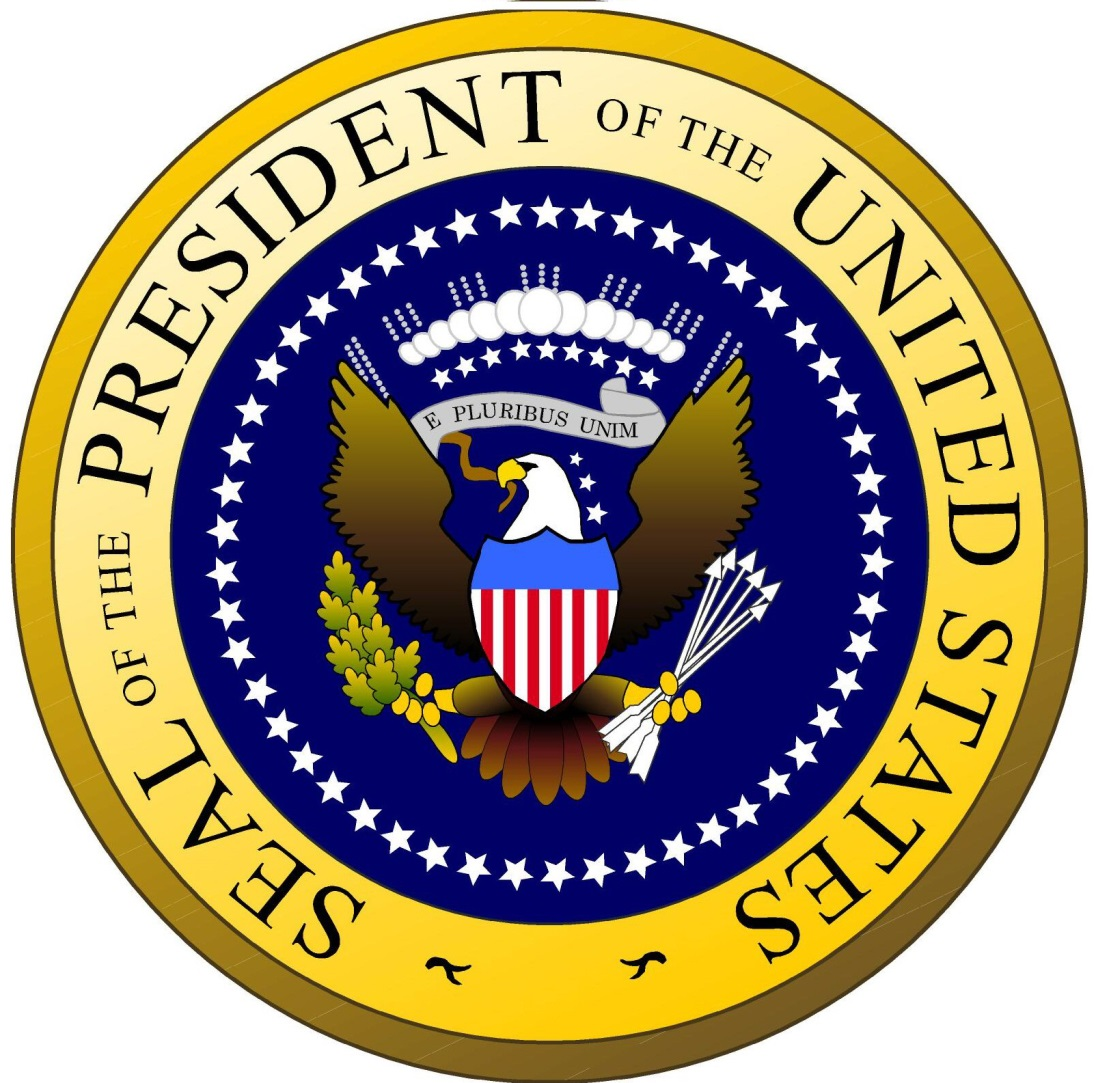 SEAL OF THE PRESIDENT OF THE UNITED STATES
E PLURIBUS UNIM